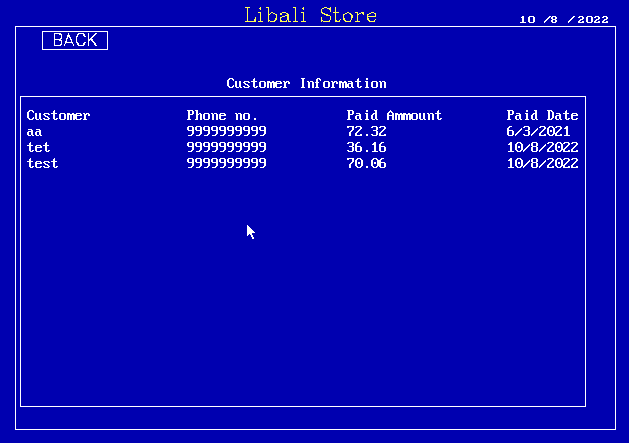 Libali Store
10 /8 /2022
BACK
Customer Information
Customer Phone no. Paid Ammount Paid Date
aa 9999999999 72.32 6/3/2021
tet 9999999999 36.16 10/8/2022
test 9999999999 70.06 10/8/2022